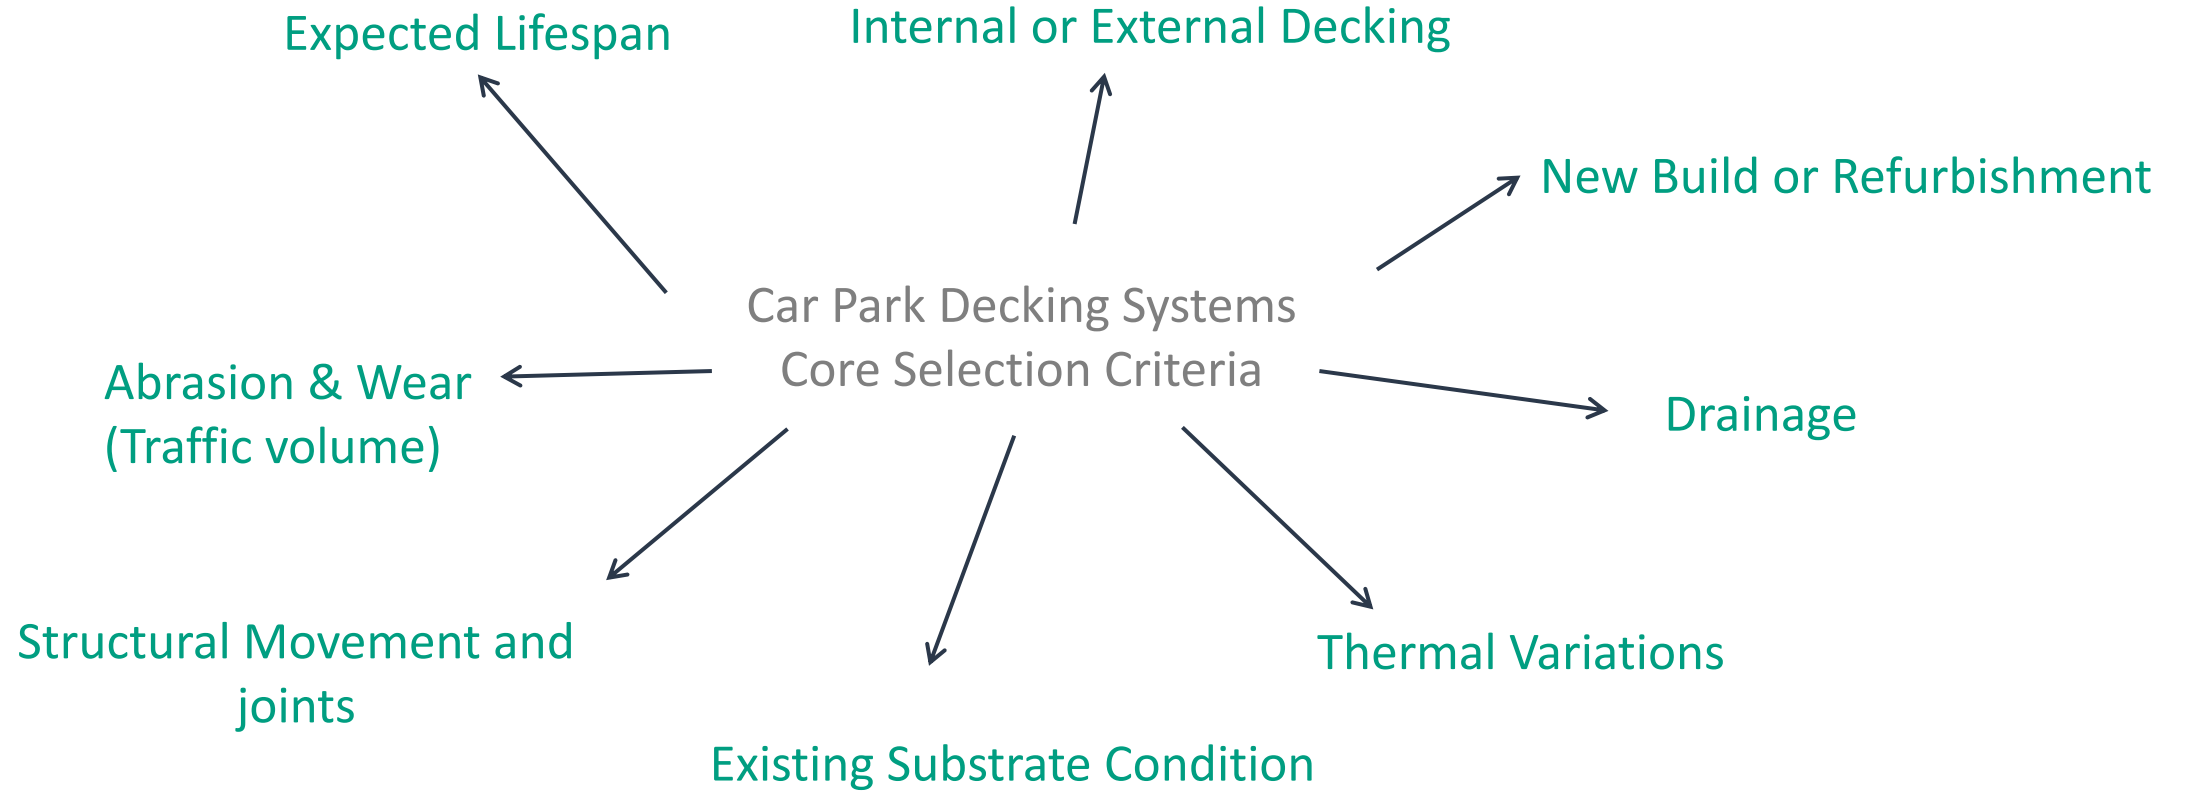 Expected Lifespan
Internal or External Decking
New Build or Refurbishment
Car Park Decking Systems
Core Selection Criteria
Abrasion & Wear
(Traffic volume)
Drainage
Structural Movement and
joints
Thermal Variations
Existing Substrate Condition